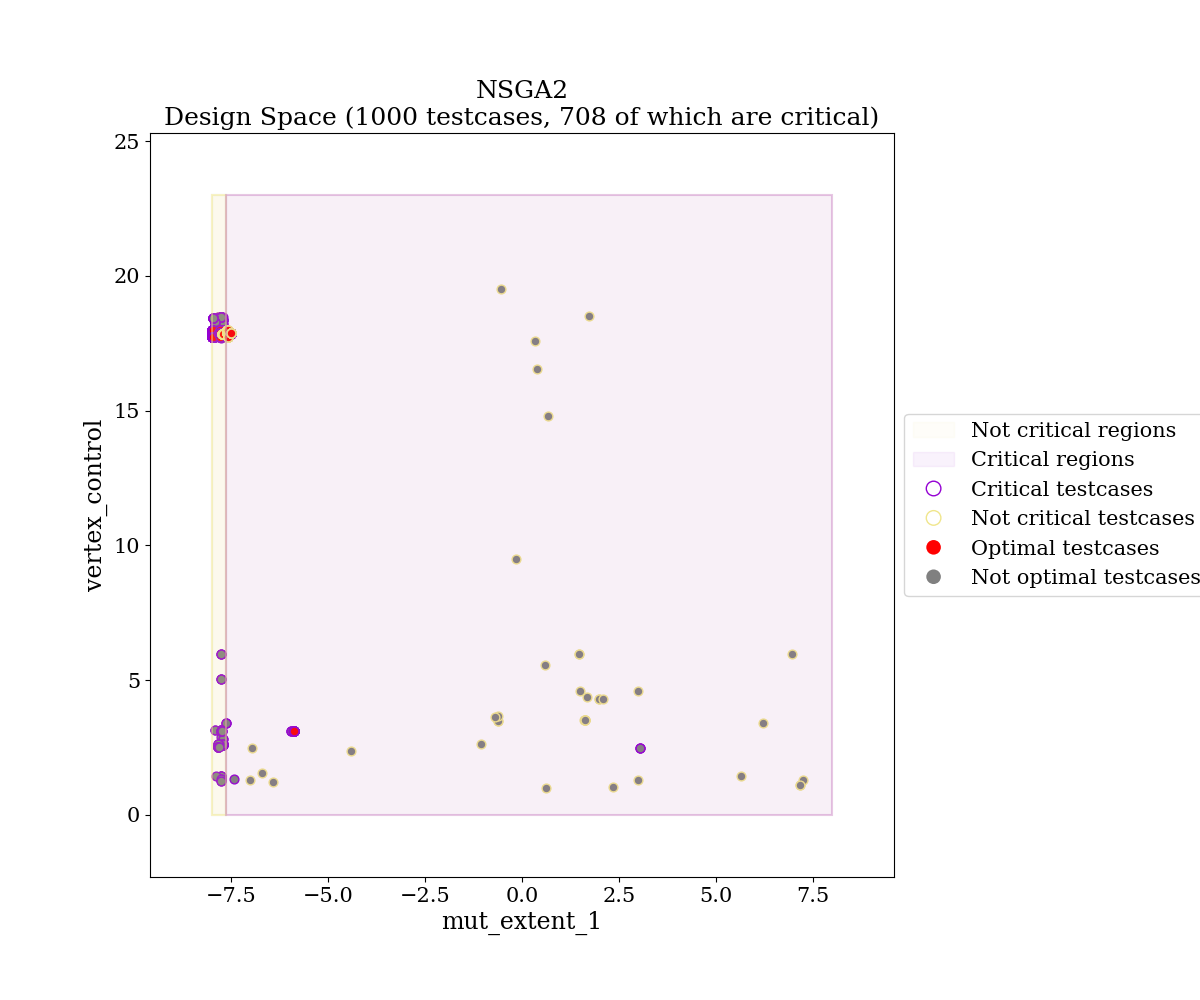 NSGA2
Design Space (1000 testcases, 708 of which are critical)
25
20
15
10
5
0
vertex_control
−7.5
−5.0
−2.5
0.0
2.5
5.0
7.5
mut_extent_1
Not critical regions
Critical regions
Critical testcases
Not critical testcases
Optimal testcases
Not optimal testcases